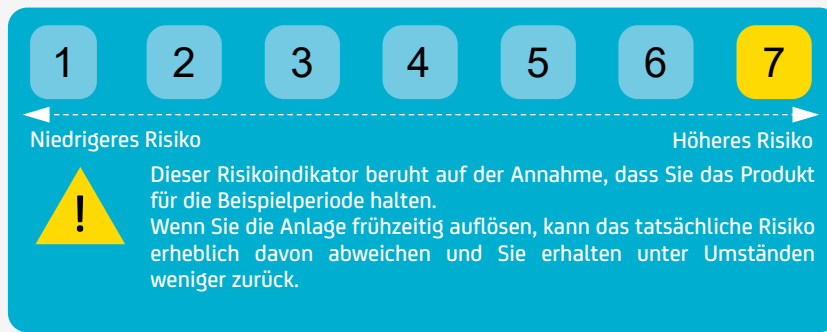 1 2 3 4 5 6 7
Niedrigeres Risiko Höheres Risiko
!
Dieser Risikoindikator beruht auf der Annahme, dass Sie das Produkt
für die Beispielperiode halten.
Wenn Sie die Anlage frühzeitig auflösen, kann das tatsächliche Risiko
erheblich davon abweichen und Sie erhalten unter Umständen
weniger zurück.